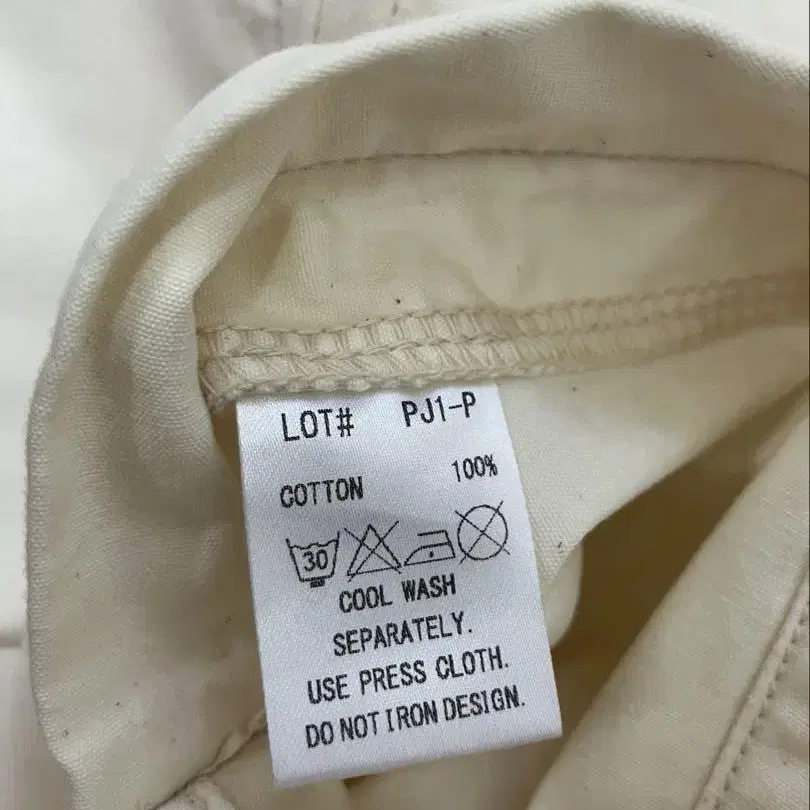 LOT# PJ1-P
COTTON 100%
30
COOL WASH
SEPARATELY.
USE PRESS CLOTH.
DO NOT IRON DESIGN.